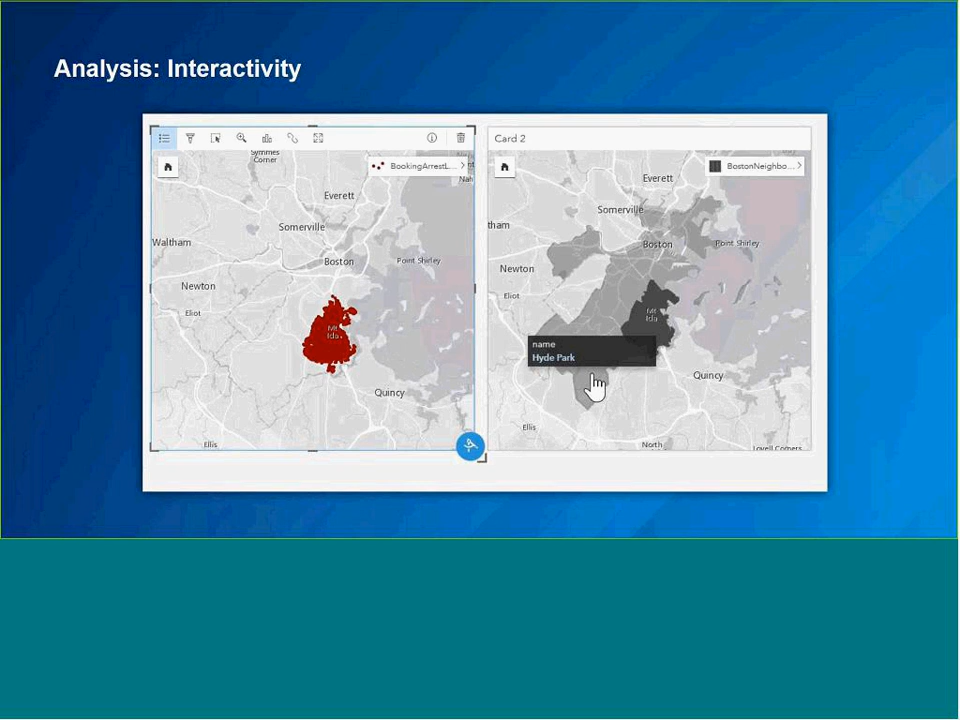 Analysis: Interactivity
Symmes
Corner
BookingArrestL...
Nah
Everett
Somerville
Waltham
Boston
Point Shirley
Newton
Eliot
Mt
Ida
Quincy
Ellis
Card 2
BostonNeighbo...
Everett
Somerville
tham
Boston
Point Shirley
Newton
Eliot
Mt
Ida
name
Hyde Park
Quincy
Ellis
North
Lovell Corners